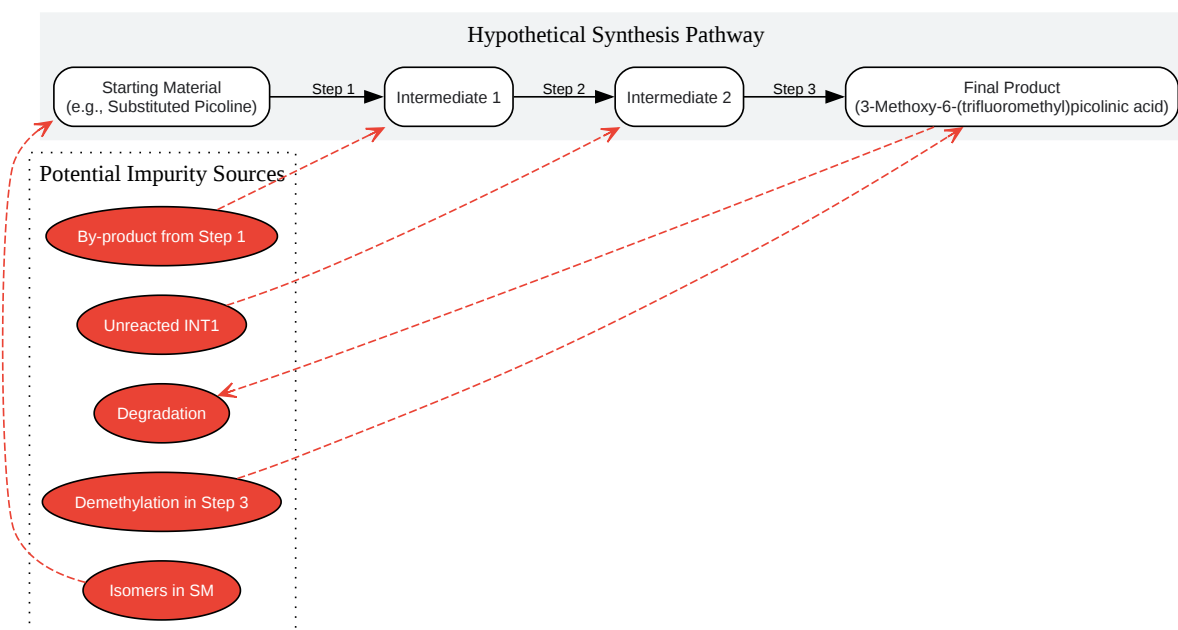 Hypothetical Synthesis Pathway
Starting Material
(e.g., Substituted Picoline)
Step 1
Intermediate 1
Step 2
Intermediate 2
Step 3
Final Product
(3-Methoxy-6-(trifluoromethyl)picolinic acid)
Potential Impurity Sources
By-product from Step 1
Unreacted INT1
Degradation
Demethylation in Step 3
Isomers in SM